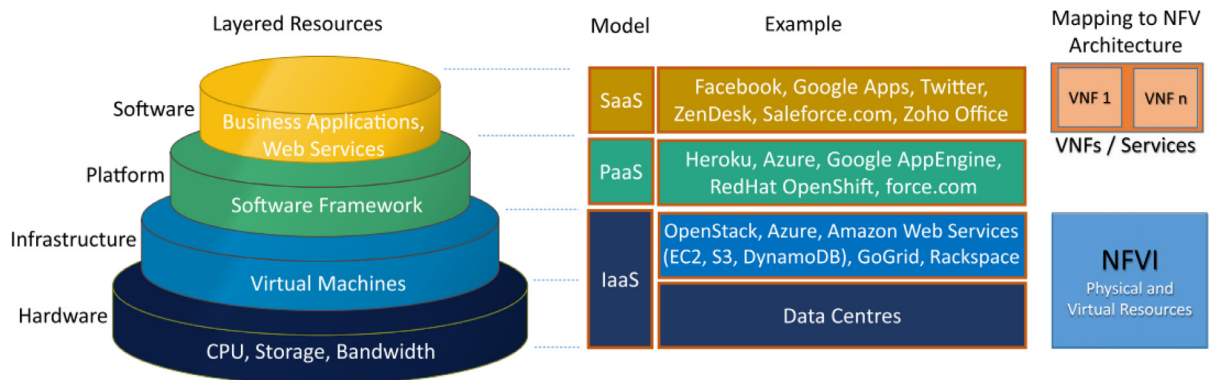 Layered Resources
Model
Example
Mapping to NFV
Architecture
Software
Business Applications,
Web Services
SaaS
Facebook, Google Apps, Twitter,
ZenDesk, Saleforce.com, Zoho Office
VNF 1
VNF n
VNFs / Services
Platform
Software Framework
PaaS
Heroku, Azure, Google AppEngine,
RedHat OpenShift, force.com
Infrastructure
Virtual Machines
IaaS
OpenStack, Azure, Amazon Web Services
(EC2, S3, DynamoDB), GoGrid, Rackspace
NFVI
Physical and
Virtual Resources
Hardware
CPU, Storage, Bandwidth
Data Centres